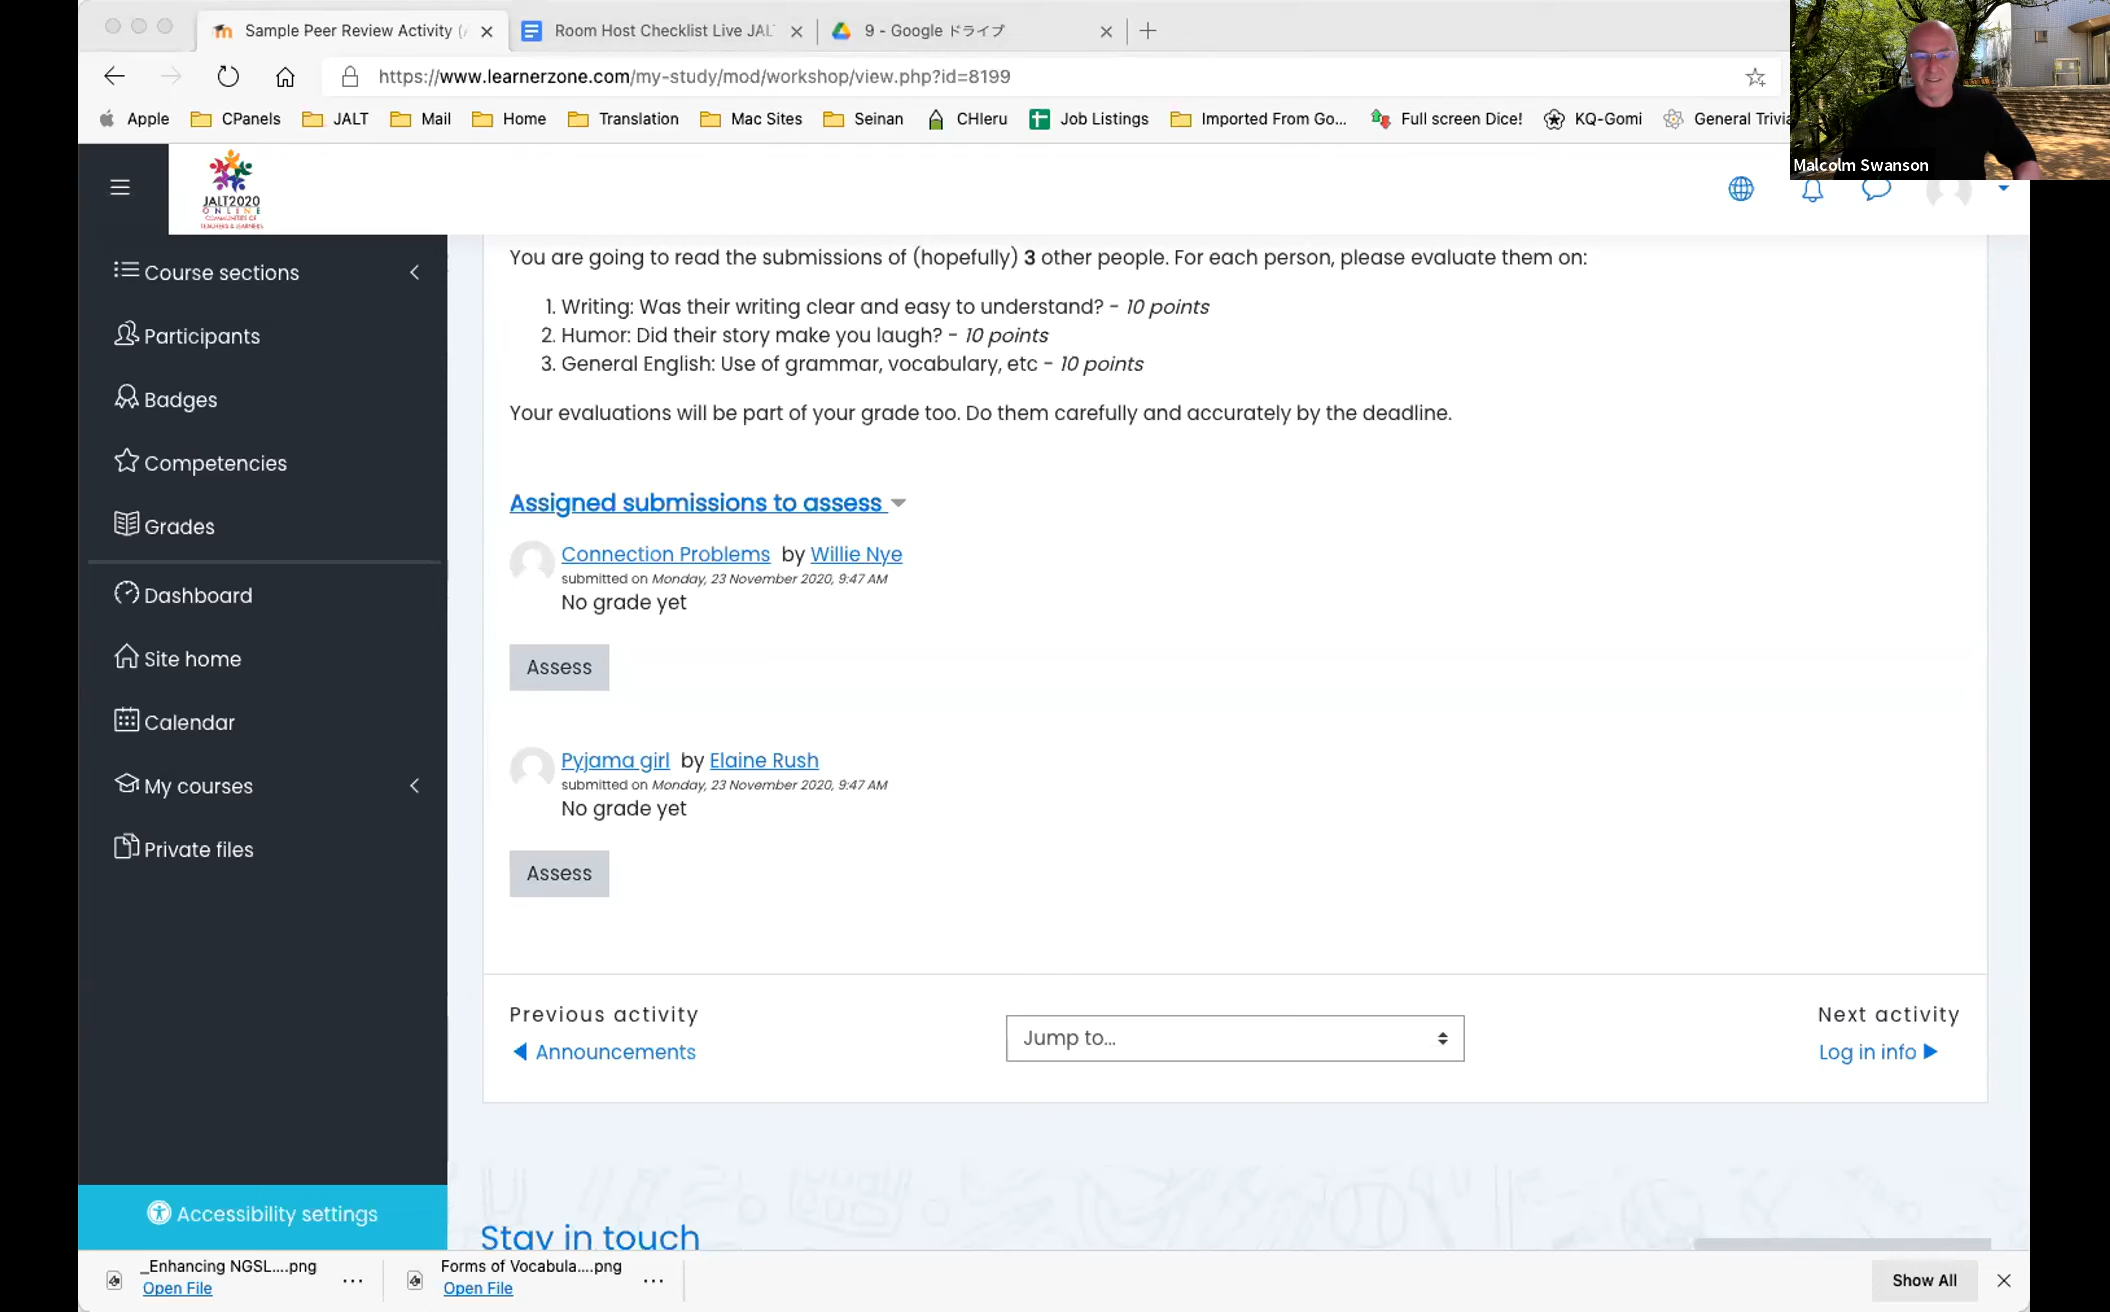 Sample Peer Review Activity (
Room Host Checklist Live JAL
9 - Google ドライブ
https://www.learnerzone.com/my-study/mod/workshop/view.php?id=8199
Apple
CPanels
JALT
Mail
Home
Translation
Mac Sites
Seinan
CHIeru
Job Listings
Imported From Go...
Full screen Dice!
KQ-Gomi
General Trivia
Malcolm Swanson
JALT2020
ONLINE
COMMUNITIES OF
TEACHERS & LEARNERS
Course sections
Participants
Badges
Competencies
Grades
Dashboard
Site home
Calendar
My courses
Private files
Accessibility settings
You are going to read the submissions of (hopefully) 3 other people. For each person, please evaluate them on:
1. Writing: Was their writing clear and easy to understand? - 10 points
2. Humor: Did their story make you laugh? - 10 points
3. General English: Use of grammar, vocabulary, etc - 10 points
Your evaluations will be part of your grade too. Do them carefully and accurately by the deadline.
Assigned submissions to assess
Connection Problems by Willie Nye
submitted on Monday, 23 November 2020, 9:47 AM
No grade yet
Assess
Pyjama girl by Elaine Rush
submitted on Monday, 23 November 2020, 9:47 AM
No grade yet
Assess
Previous activity
Announcements
Jump to...
Next activity
Log in info
Stay in touch
_Enhancing NGSL....png
Open File
Forms of Vocabula....png
Open File
Show All